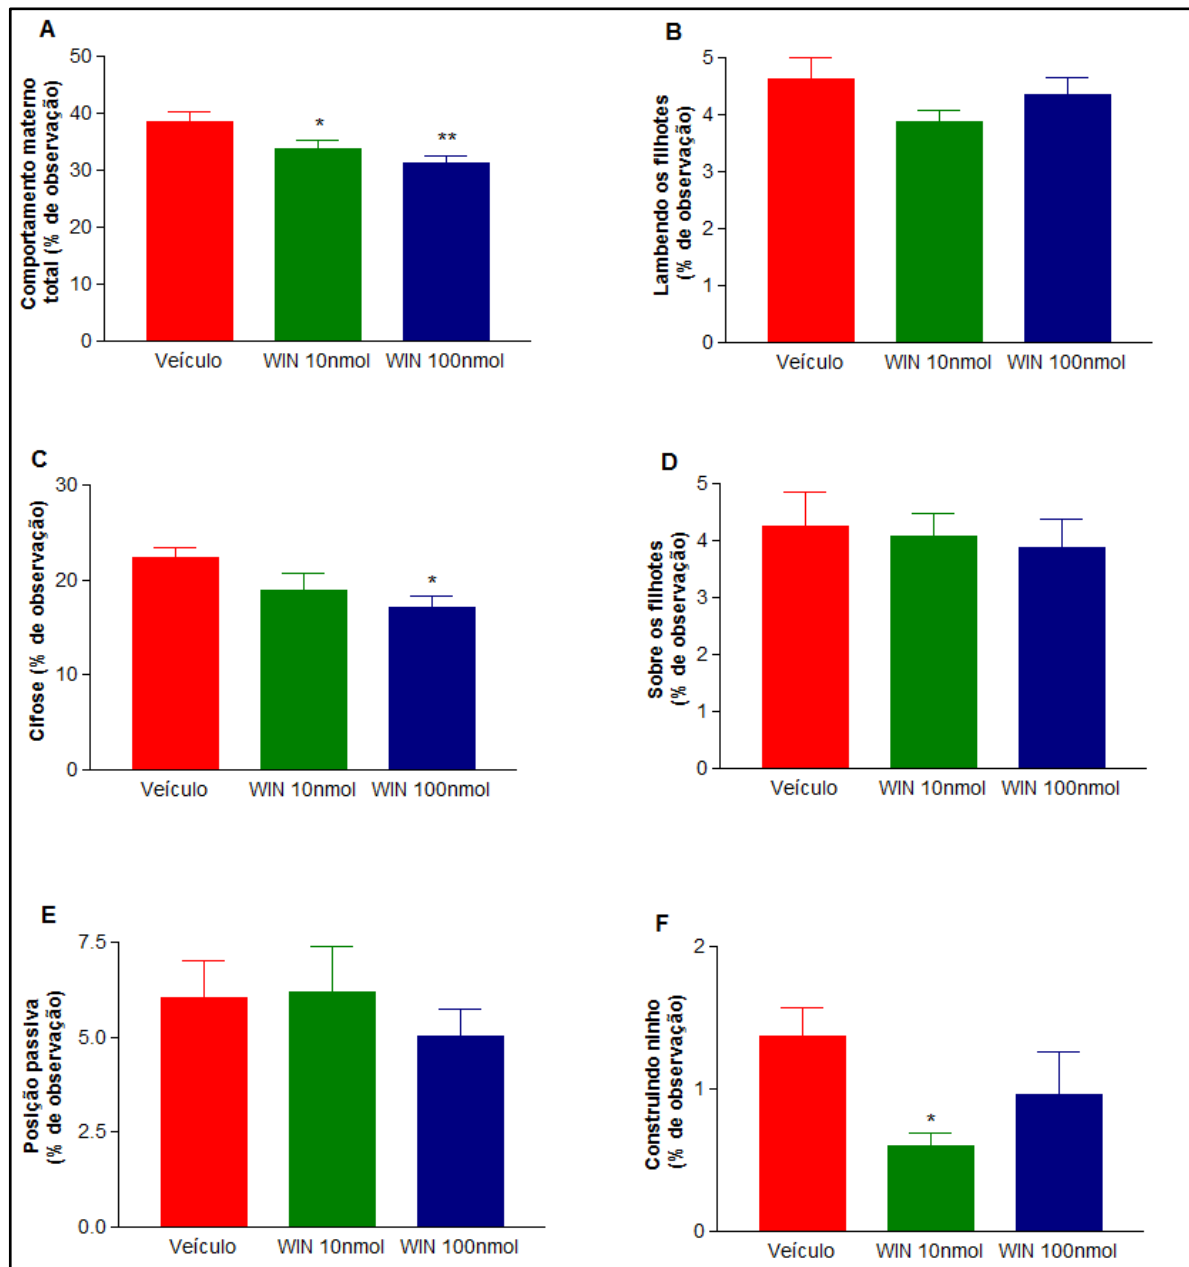 A
Comportamento materno
total (% de observação)
50
40
30
20
10
0
*
**
Veículo
WIN 10nmol
WIN 100nmol
B
Lambendo os filhotes
(% de observação)
5
4
3
2
1
0
Veículo
WIN 10nmol
WIN 100nmol
C
Cifose (% de observação)
30
20
10
0
*
Veículo
WIN 10nmol
WIN 100nmol
D
Sobre os filhotes
(% de observação)
5
4
3
2
1
0
Veículo
WIN 10nmol
WIN 100nmol
E
Posição passiva
(% de observação)
7.5
5.0
2.5
0.0
Veículo
WIN 10nmol
WIN 100nmol
F
Construindo ninho
(% de observação)
2
1
0
*
Veículo
WIN 10nmol
WIN 100nmol